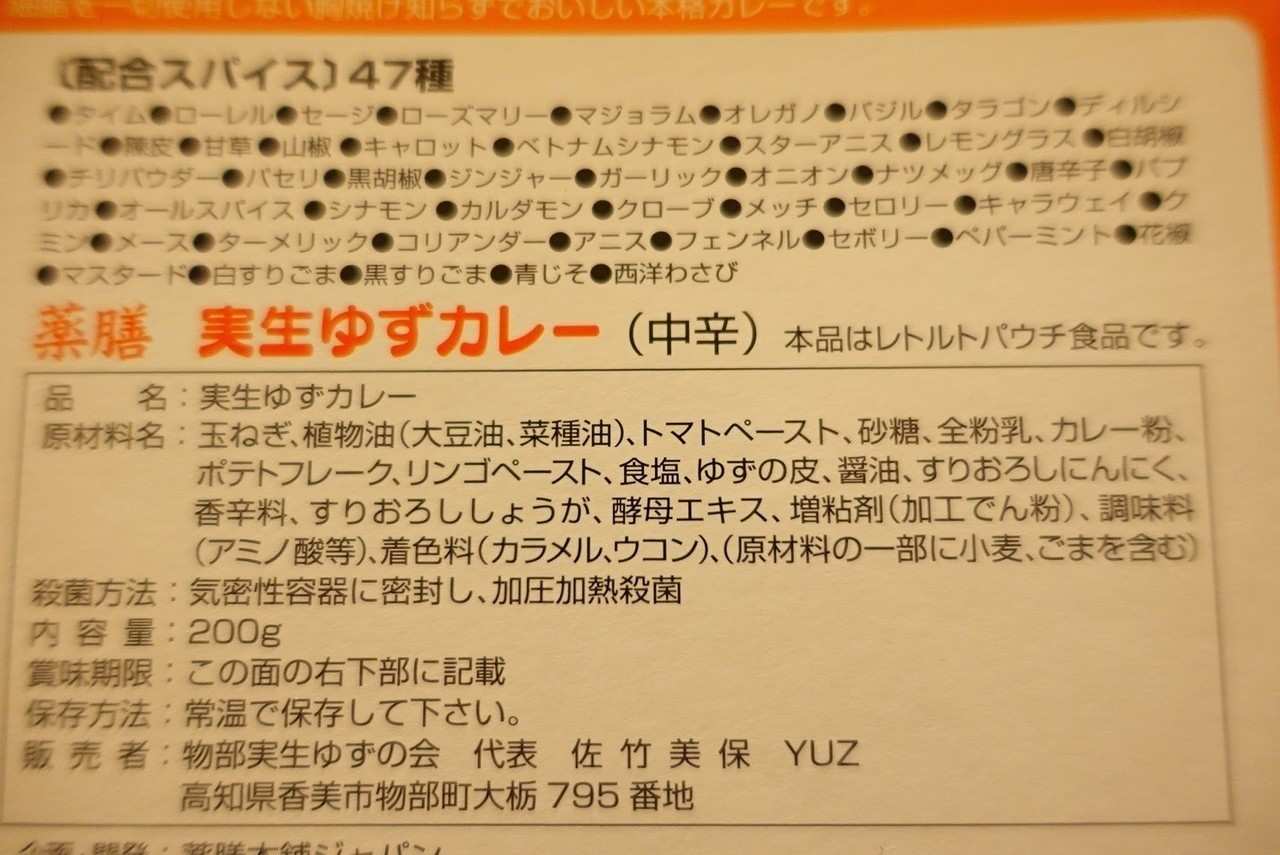 一切使用しない胸焼け知らずでおいしい本格カレーです。
〔配合スパイス〕47種
●タイム●ローレル●セージ●ローズマリー●マジョラム●オレガノ●バジル●タラゴン●ディルシ
ード●陳皮●甘草●山椒●キャロット●ベトナムシナモン●スターアニス●レモングラス●白胡椒
●チリパウダー●パセリ●黒胡椒●ジンジャー●ガーリック●オニオン●ナツメッグ●唐辛子●パプ
リカ●オールスパイス●シナモン●カルダモン●クローブ●メッチ●セロリー●キャラウェイ●ク
ミン●メース●ターメリック●コリアンダー●アニス●フェンネル●セボリー●ペパーミント●花椒
●マスタード●白すりごま●黒すりごま●青じそ●西洋わさび
薬膳 実生ゆずカレー（中辛）本品はレトルトパウチ食品です。
品名：実生ゆずカレー
原材料名：玉ねぎ、植物油（大豆油、菜種油）、トマトペースト、砂糖、全粉乳、カレー粉、
ポテトフレーク、リンゴペースト、食塩、ゆずの皮、醤油、すりおろしにんにく、
香辛料、すりおろししょうが、酵母エキス、増粘剤（加工でん粉）、調味料
（アミノ酸等）、着色料（カラメル、ウコン）、（原材料の一部に小麦、ごまを含む）
殺菌方法：気密性容器に密封し、加圧加熱殺菌
内容量：200g
賞味期限：この面の右下部に記載
保存方法：常温で保存して下さい。
販売者：物部実生ゆずの会 代表 佐竹美保 YUZ
高知県香美市物部町大栃 795 番地
企画・開発：薬膳本舗ジャパン